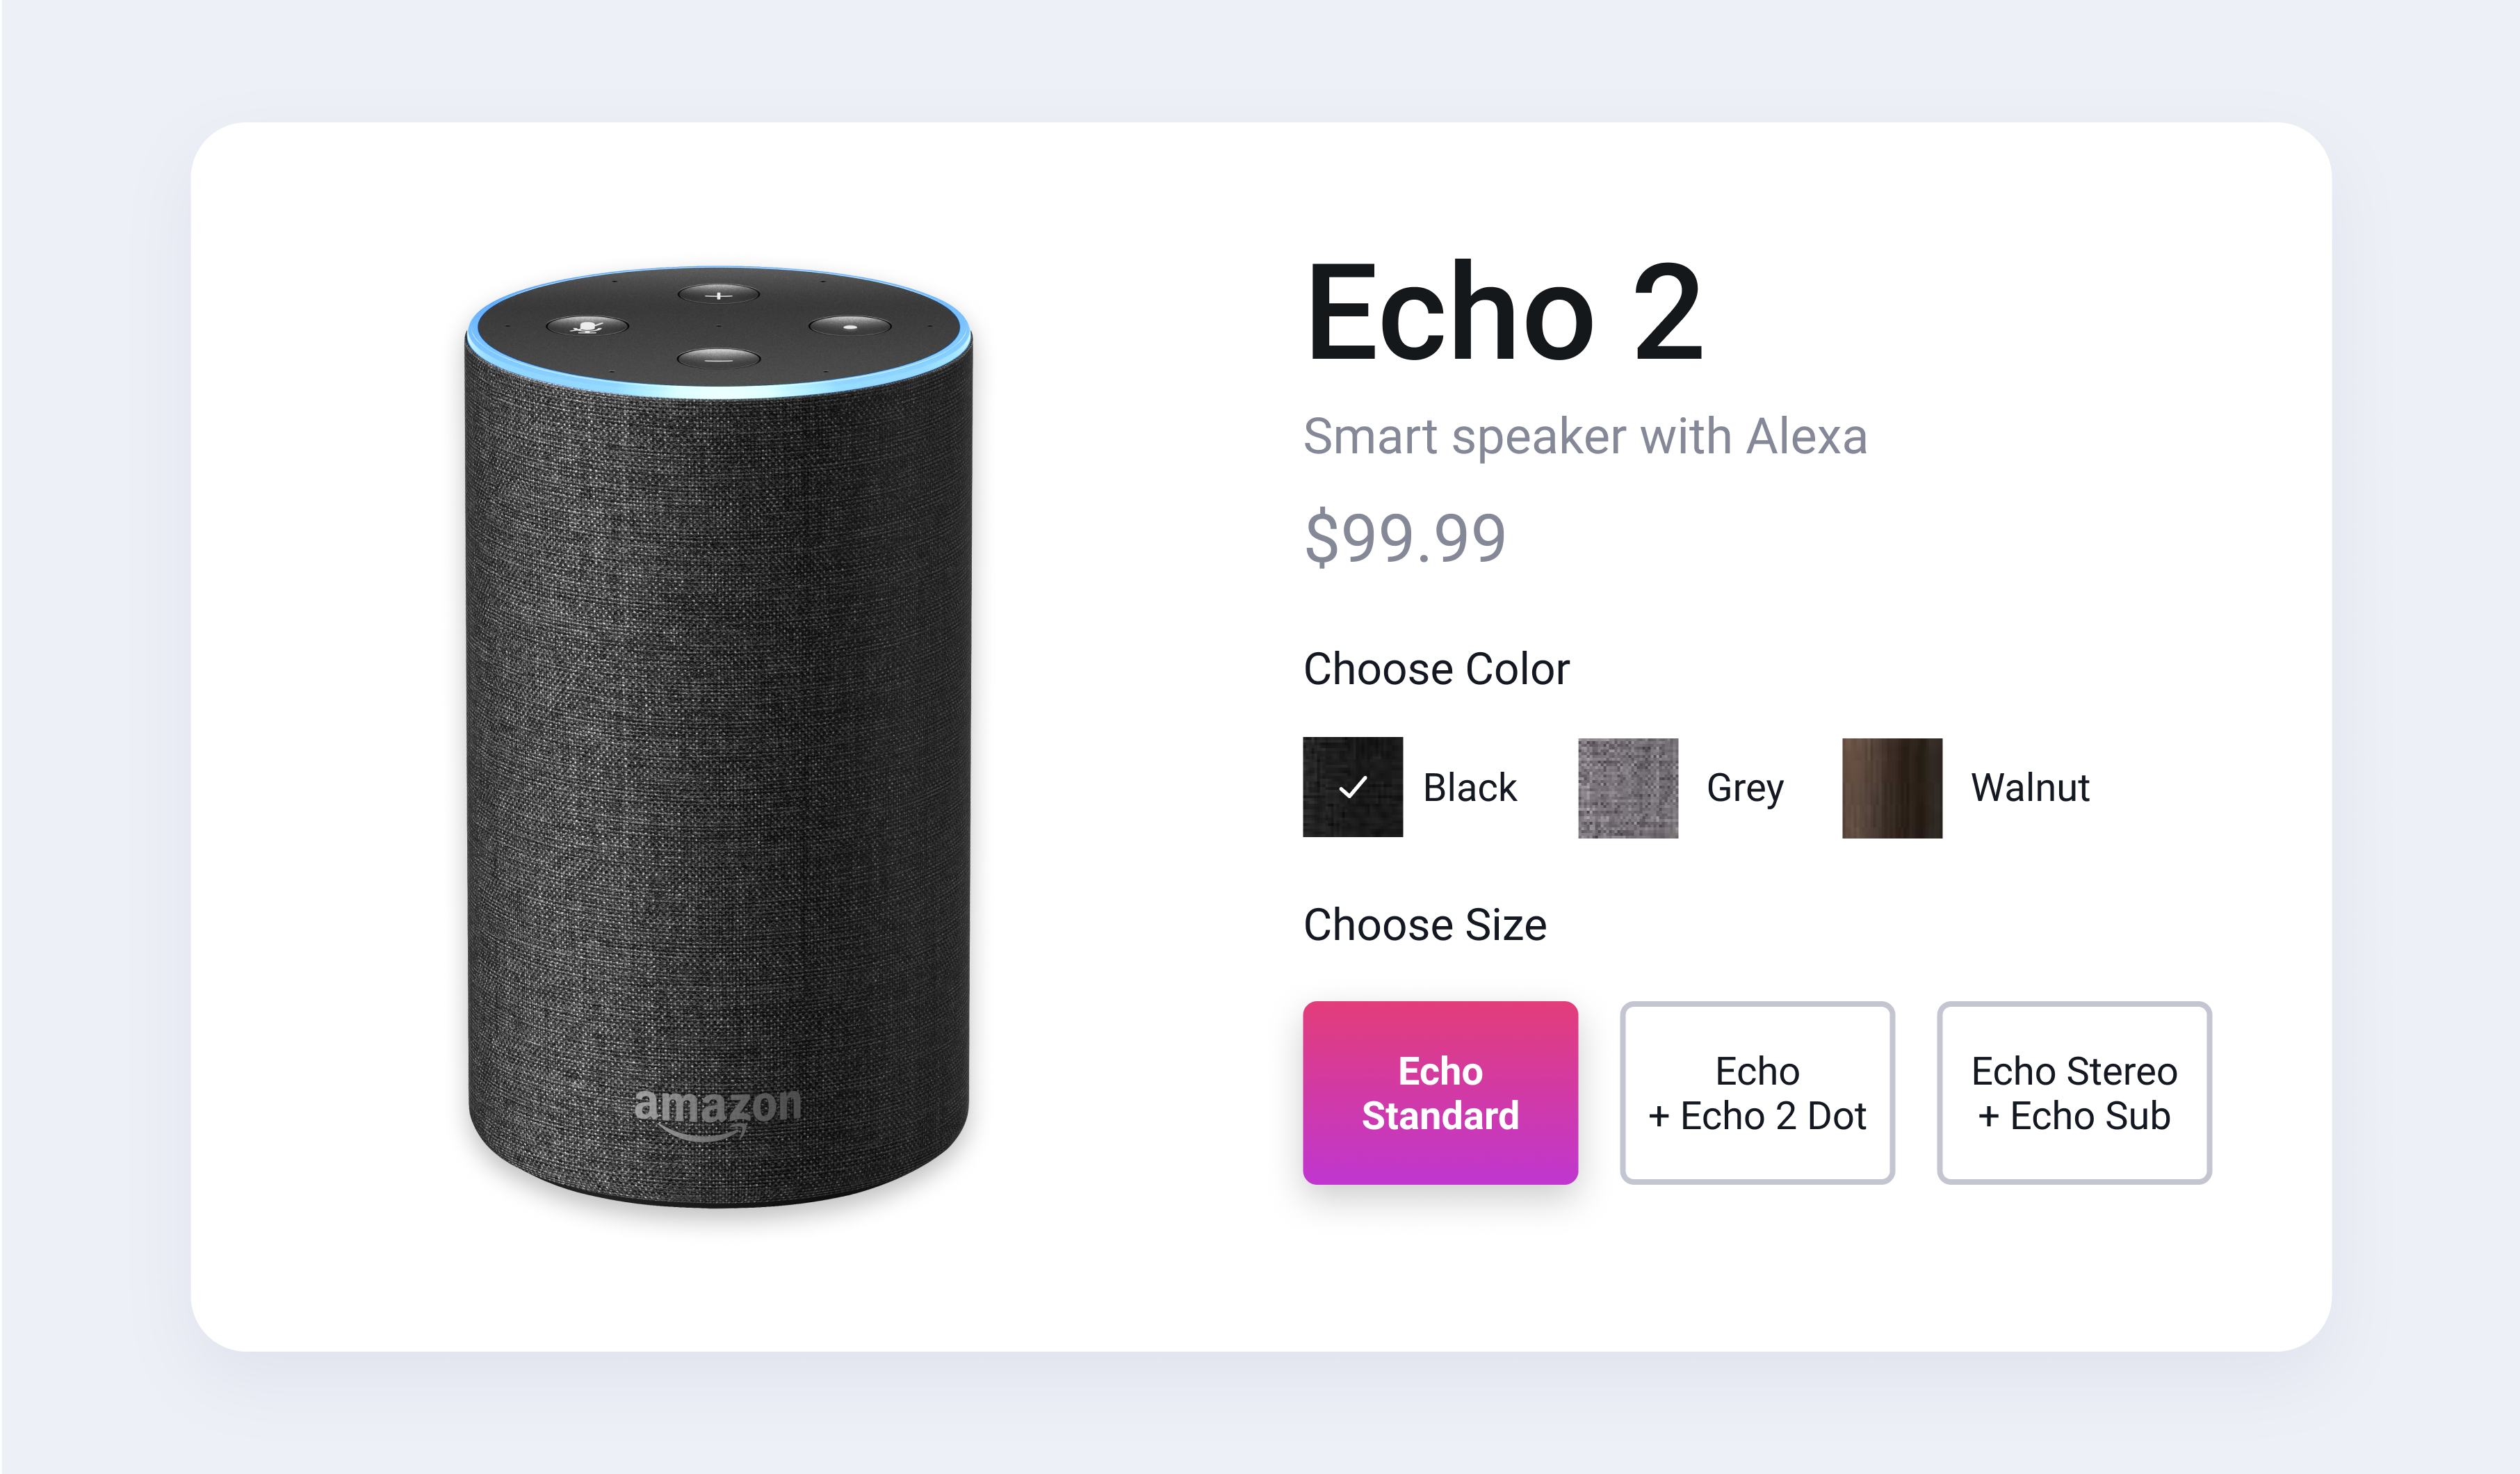 amazon
Echo 2
Smart speaker with Alexa
$99.99
Choose Color
Black
Grey
Walnut
Choose Size
Echo
Standard
Echo
+ Echo 2 Dot
Echo Stereo
+ Echo Sub